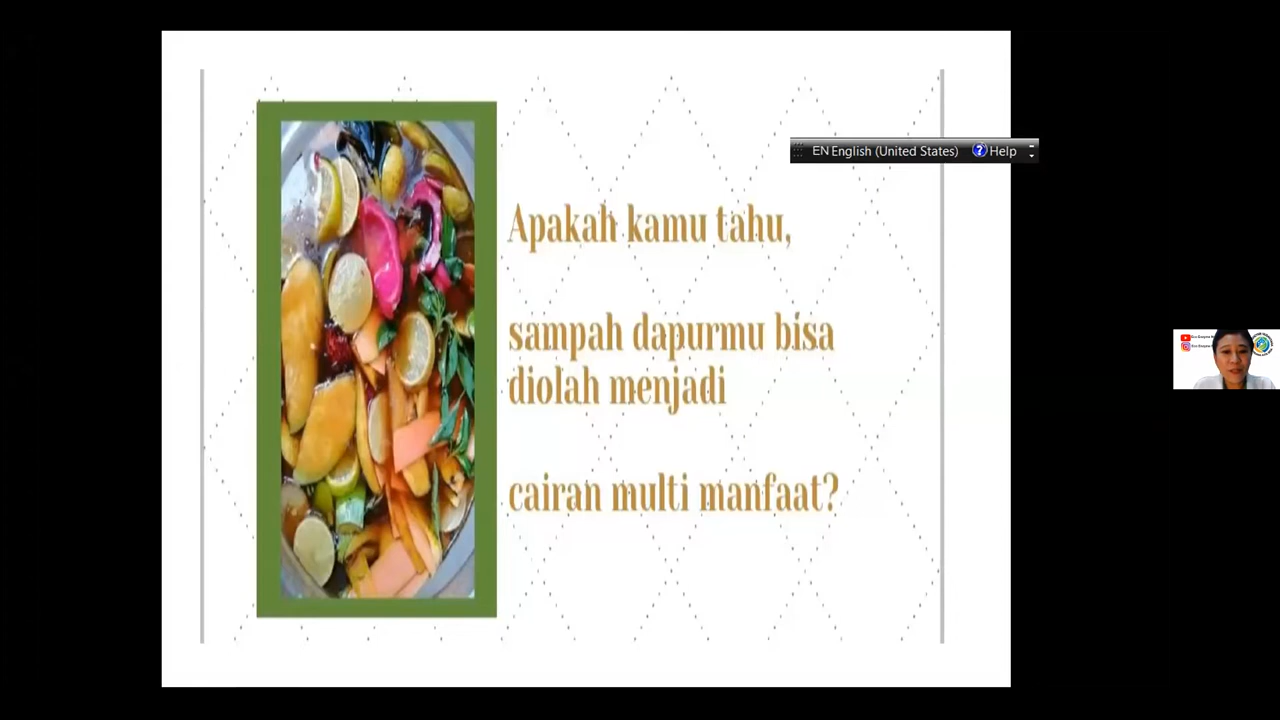 Apakah kamu tahu,
sampah dapurmu bisa
diolah menjadi
cairan multi manfaat?
EN English (United States) ? Help